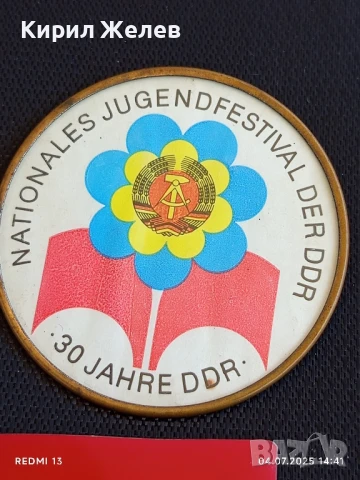 Кирил Желев
NATIONALES JUGENDFESTIVAL DER DDR
· 30 JAHRE DDR ·
REDMI 13
04.07.2025 14:41